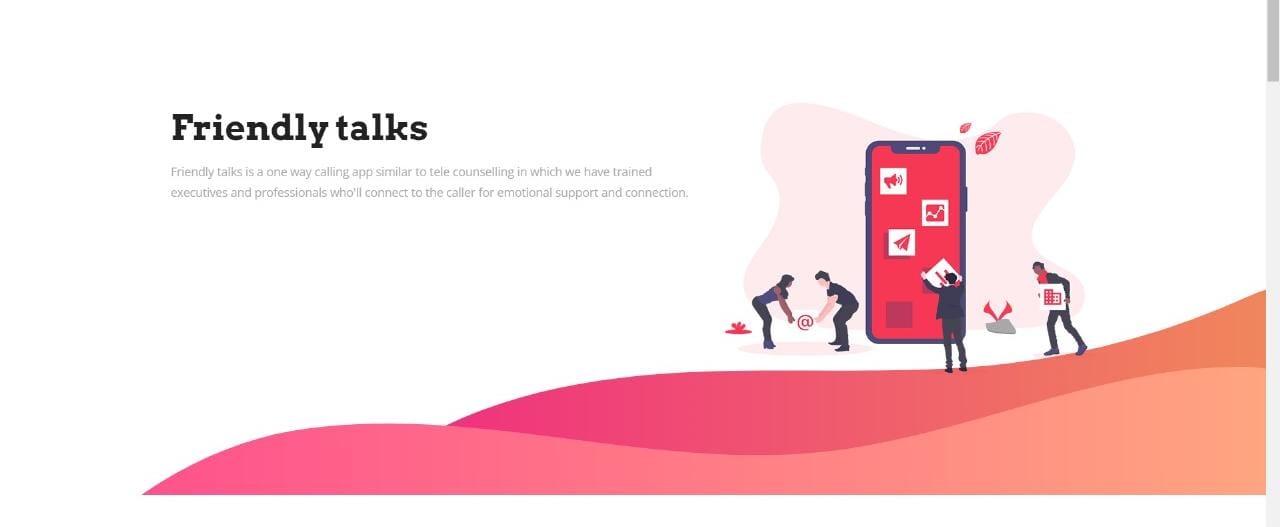 Friendly talks
Friendly talks is a one way calling app similar to tele counselling in which we have trained
executives and professionals who'll connect to the caller for emotional support and connection.
@